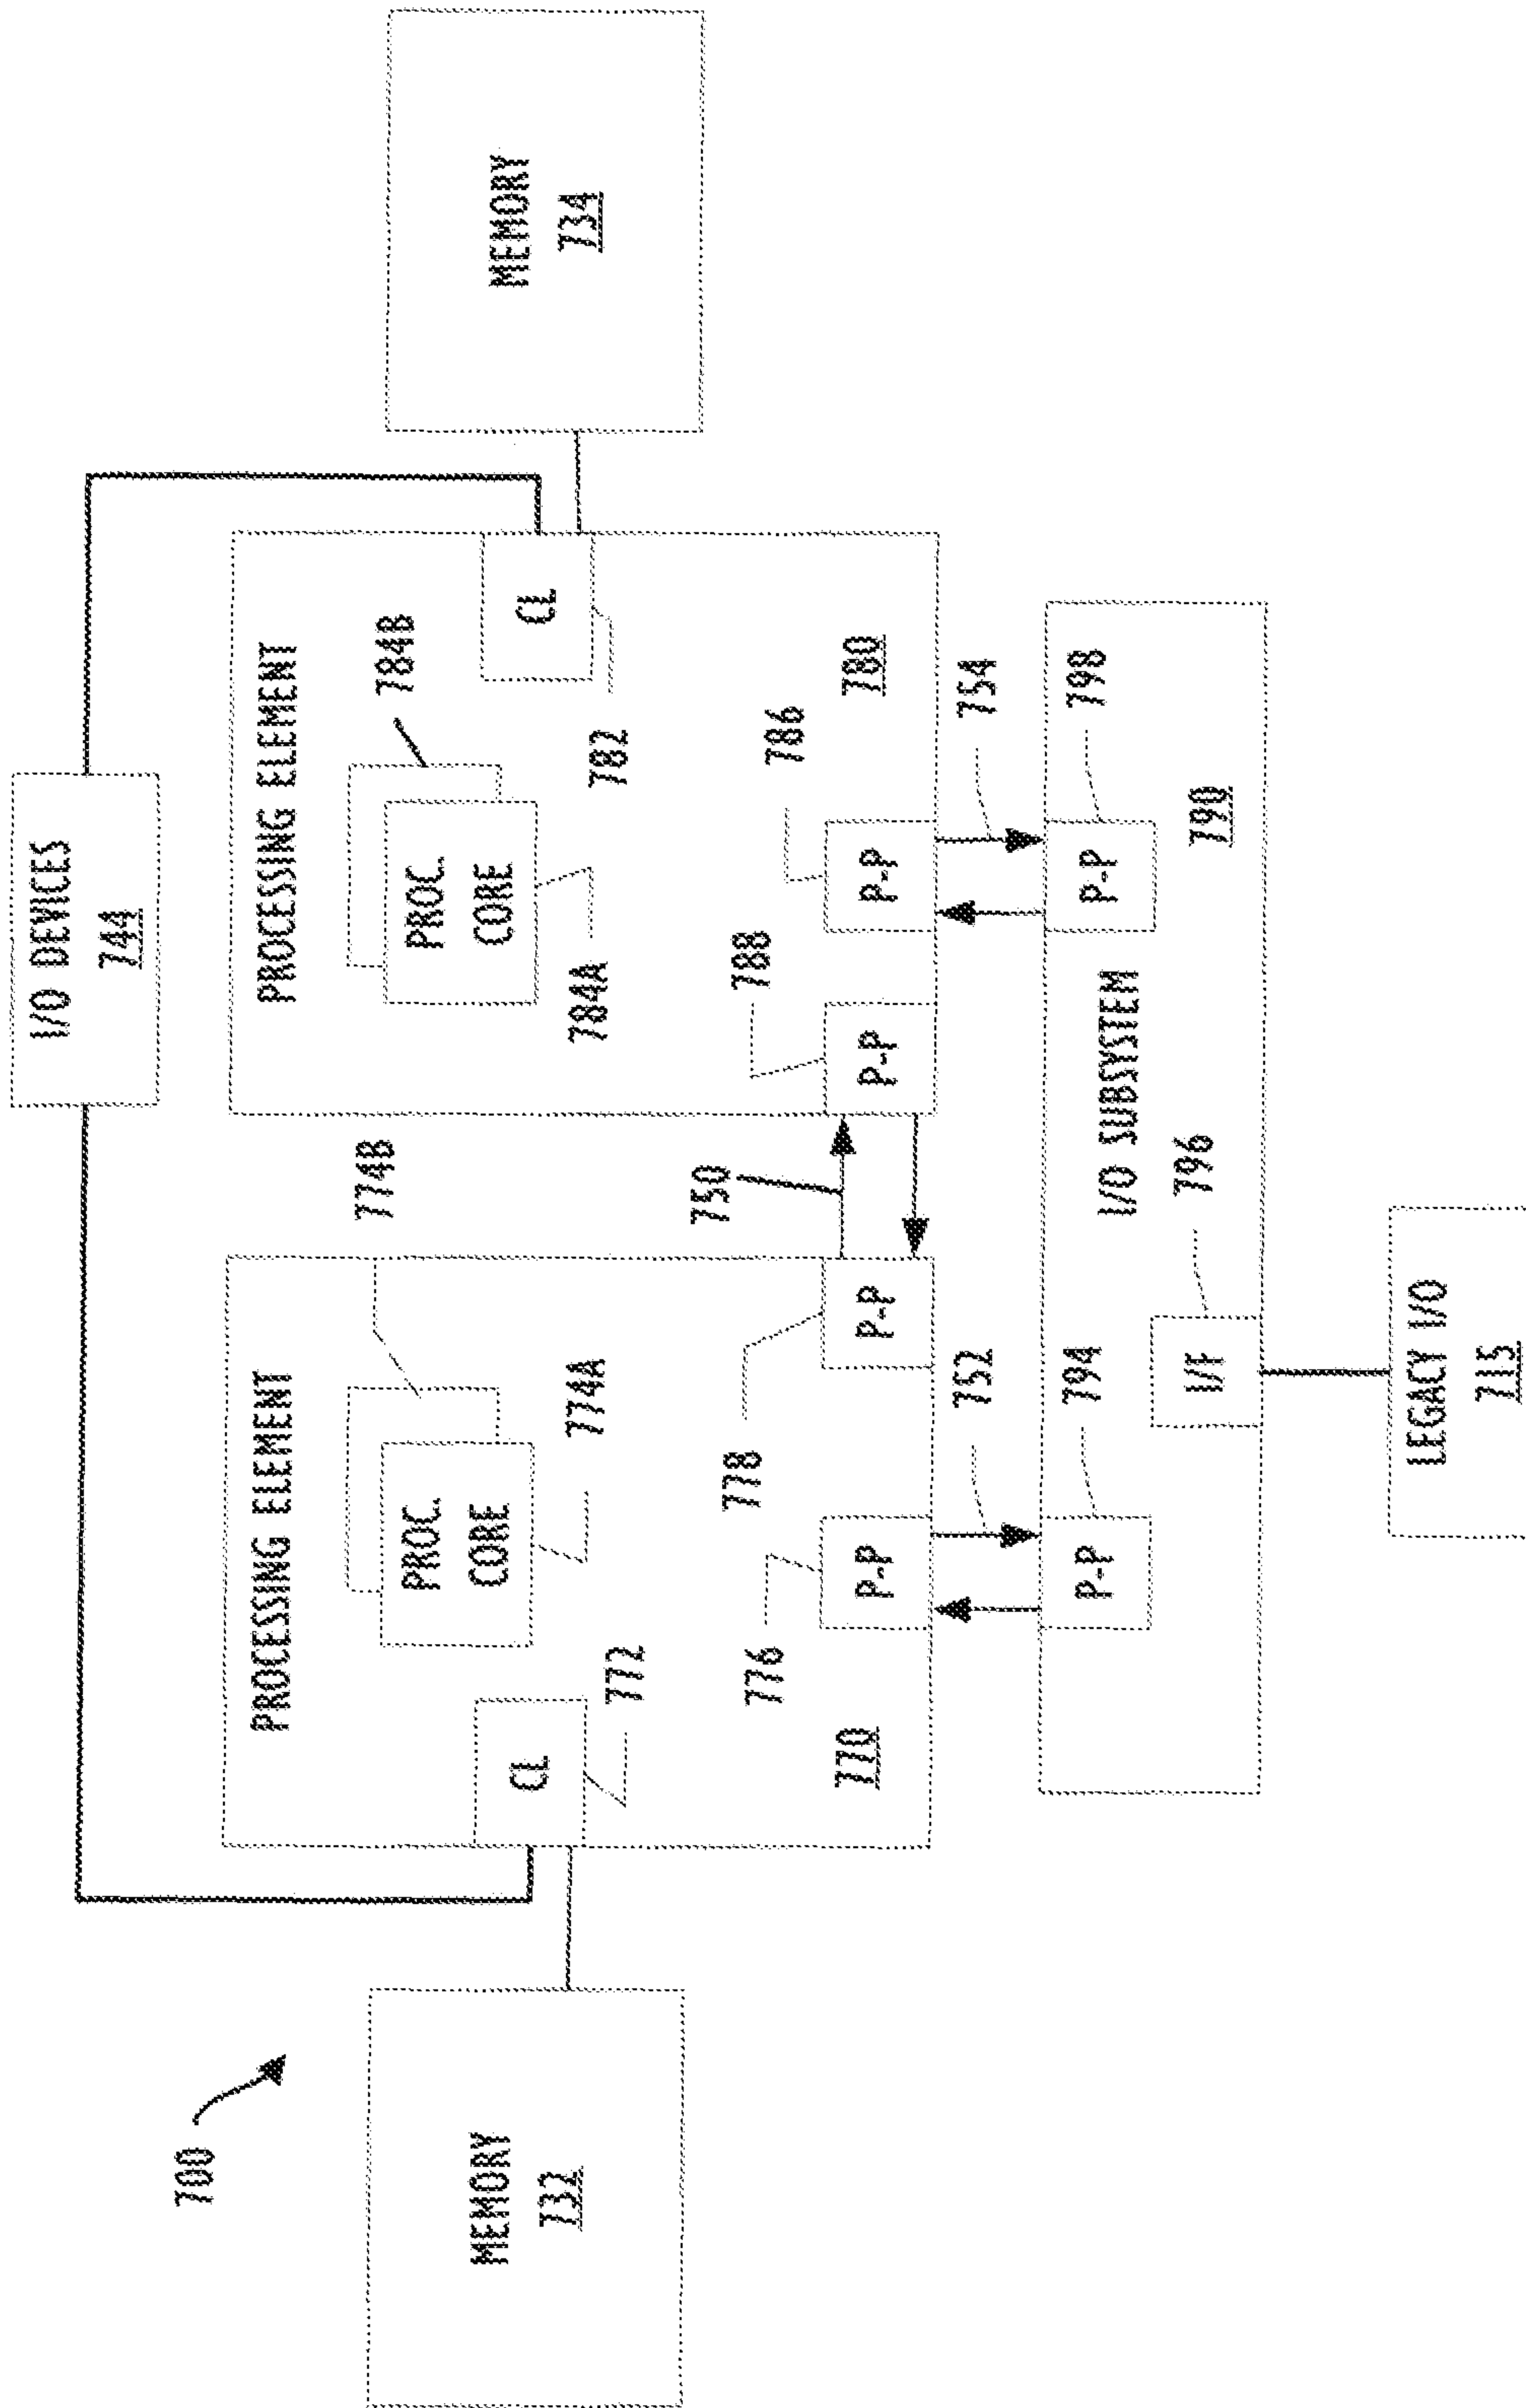 I/O DEVICES
744
700
PROCESSING ELEMENT
774B
PROCESSING ELEMENT
784B
PROC.
CORE
PROC.
CORE
MEMORY
732
CL
774A
784A
CL
MEMORY
734
772
782
778
750
788
776
786
770
P-P
P-P
P-P
P-P
780
752
754
794
798
P-P
I/O SUBSYSTEM
P-P
796
790
I/F
LEGACY I/O
715